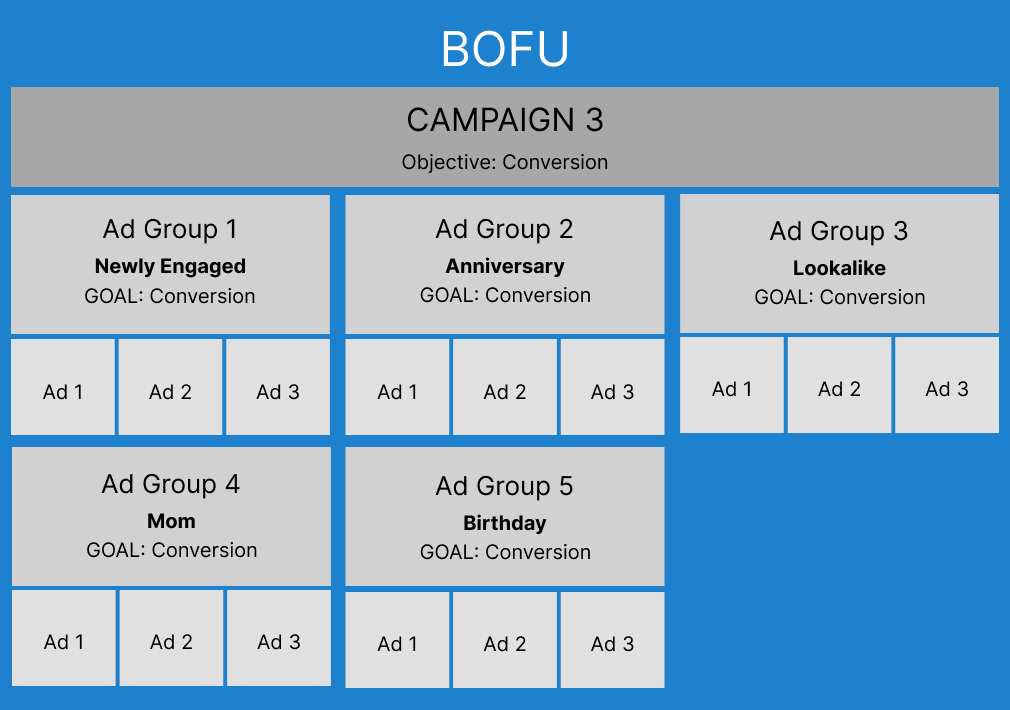 BOFU
CAMPAIGN 3
Objective: Conversion
Ad Group 1
Newly Engaged
GOAL: Conversion
Ad 1
Ad 2
Ad 3
Ad Group 2
Anniversary
GOAL: Conversion
Ad 1
Ad 2
Ad 3
Ad Group 3
Lookalike
GOAL: Conversion
Ad 1
Ad 2
Ad 3
Ad Group 4
Mom
GOAL: Conversion
Ad 1
Ad 2
Ad 3
Ad Group 5
Birthday
GOAL: Conversion
Ad 1
Ad 2
Ad 3